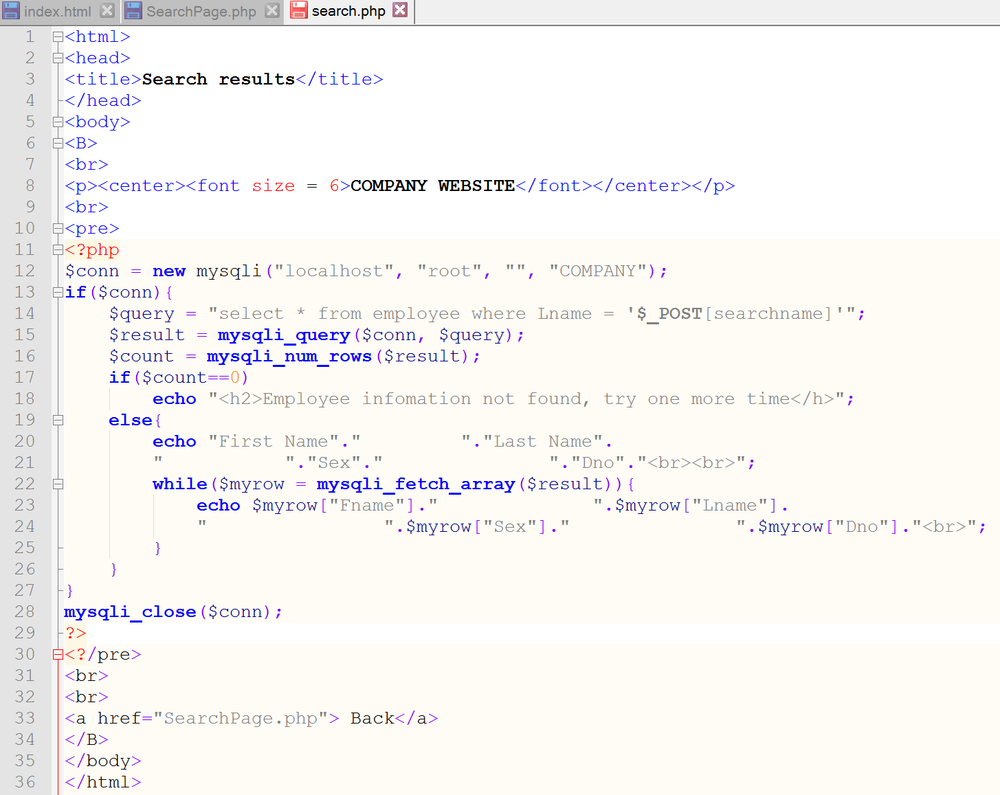 index.html SearchPage.php search.php
1 <html>
2 <head>
3 <title>Search results</title>
4 </head>
5 <body>
6 <B>
7 <br>
8 <p><center><font size = 6>COMPANY WEBSITE</font></center></p>
9 <br>
10 <pre>
11 <?php
12 $conn = new mysqli("localhost", "root", "", "COMPANY");
13 if($conn){
14     $query = "select * from employee where Lname = '$_POST[searchname]'";
15     $result = mysqli_query($conn, $query);
16     $count = mysqli_num_rows($result);
17     if($count==0)
18         echo "<h2>Employee infomation not found, try one more time</h>";
19     else{
20         echo "First Name"."         "."Last Name".
21         "           "."Sex"."               "."Dno"."<br><br>";
22         while($myrow = mysqli_fetch_array($result)){
23             echo $myrow["Fname"]."              ".$myrow["Lname"].
24             "                ".$myrow["Sex"]."               ".$myrow["Dno"]."<br>";
25         }
26     }
27 }
28 mysqli_close($conn);
29 ?>
30 <?/pre>
31 <br>
32 <br>
33 <a href="SearchPage.php"> Back</a>
34 </B>
35 </body>
36 </html>